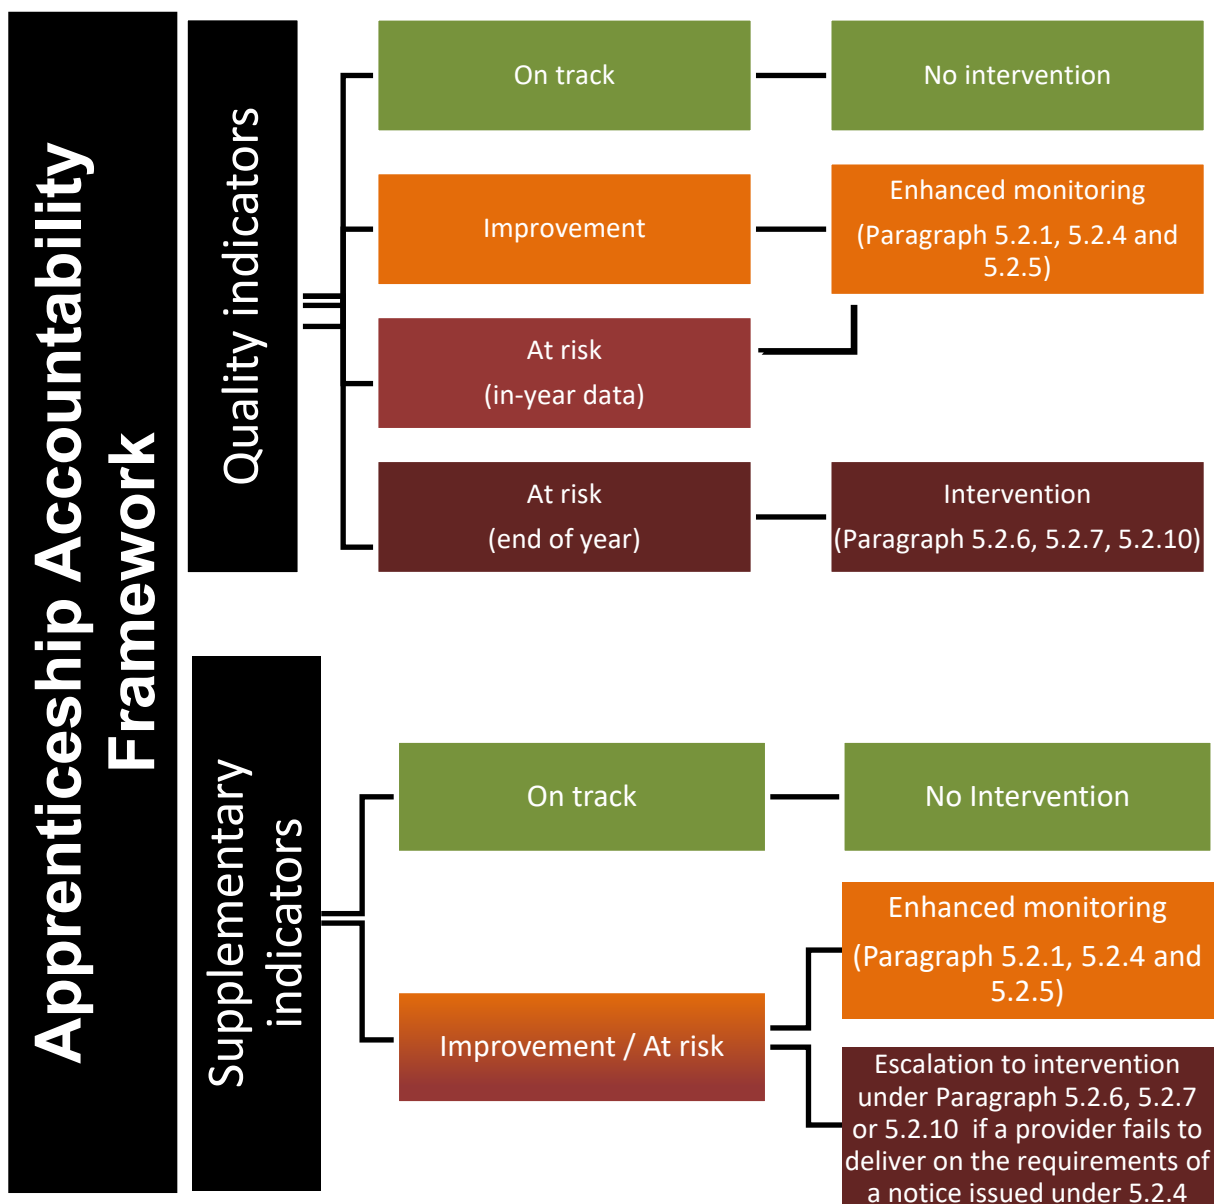 Apprenticeship Accountability
Framework
Quality indicators
On track
No intervention
Improvement
Enhanced monitoring
(Paragraph 5.2.1, 5.2.4 and
5.2.5)
At risk
(in-year data)
At risk
(end of year)
Intervention
(Paragraph 5.2.6, 5.2.7, 5.2.10)
Supplementary
indicators
On track
No Intervention
Improvement / At risk
Enhanced monitoring
(Paragraph 5.2.1, 5.2.4 and
5.2.5)
Escalation to intervention
under Paragraph 5.2.6, 5.2.7
or 5.2.10 if a provider fails to
deliver on the requirements of
a notice issued under 5.2.4